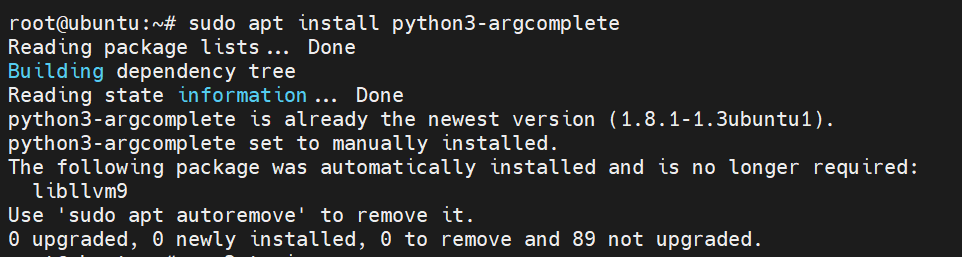 root@ubuntu:~# sudo apt install python3-argcomplete
Reading package lists... Done
Building dependency tree
Reading state information... Done
python3-argcomplete is already the newest version (1.8.1-1.3ubuntu1).
python3-argcomplete set to manually installed.
The following package was automatically installed and is no longer required:
  libllvm9
Use 'sudo apt autoremove' to remove it.
0 upgraded, 0 newly installed, 0 to remove and 89 not upgraded.